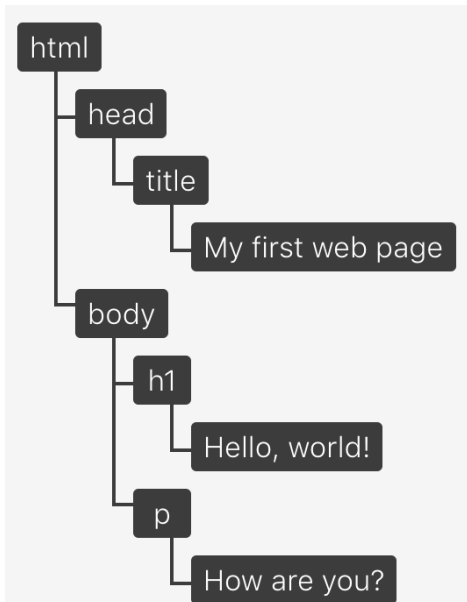 html
head
title
My first web page
body
h1
Hello, world!
p
How are you?